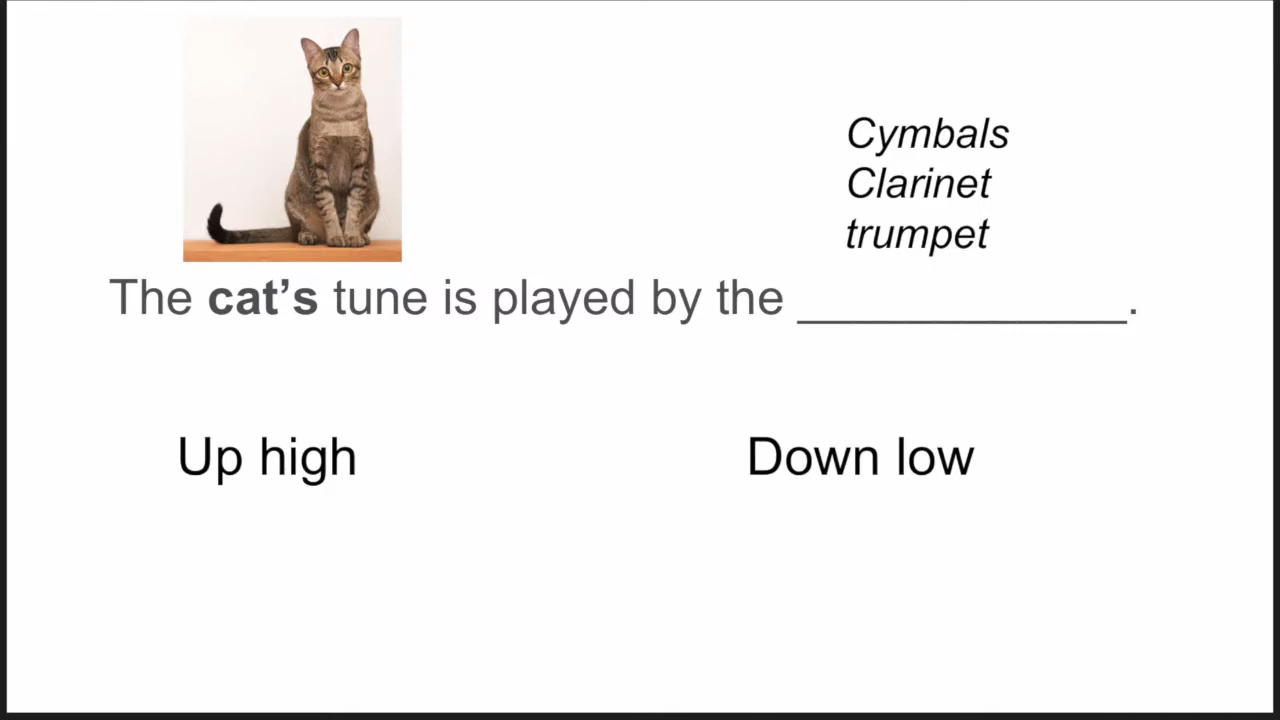 Cymbals
Clarinet
trumpet
The cat’s tune is played by the _____________.
Up high
Down low